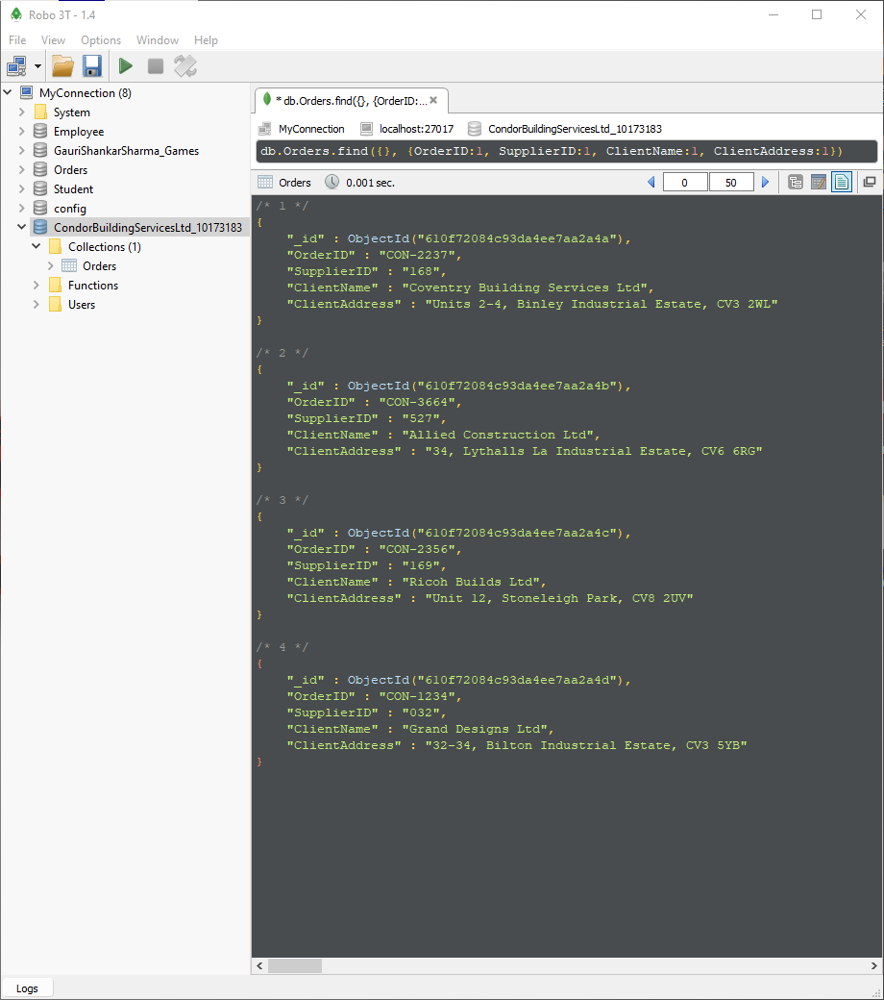 Robo 3T - 1.4
File View Options Window Help
MyConnection (8)
System
Employee
GauriShankarSharma_Games
Orders
Student
config
CondorBuildingServicesLtd_10173183
Collections (1)
Orders
Functions
Users
* db.Orders.find({}, {OrderID:...
MyConnection localhost:27017 CondorBuildingServicesLtd_10173183
db.Orders.find({}, {OrderID:1, SupplierID:1, ClientName:1, ClientAddress:1})
Orders 0.001 sec. 0 50
/* 1 */
{
"_id" : ObjectId("610f72084c93da4ee7aa2a4a"),
"OrderID" : "CON-2237",
"SupplierID" : "168",
"ClientName" : "Coventry Building Services Ltd",
"ClientAddress" : "Units 2-4, Binley Industrial Estate, CV3 2WL"
}
/* 2 */
{
"_id" : ObjectId("610f72084c93da4ee7aa2a4b"),
"OrderID" : "CON-3664",
"SupplierID" : "527",
"ClientName" : "Allied Construction Ltd",
"ClientAddress" : "34, Lythalls La Industrial Estate, CV6 6RG"
}
/* 3 */
{
"_id" : ObjectId("610f72084c93da4ee7aa2a4c"),
"OrderID" : "CON-2356",
"SupplierID" : "169",
"ClientName" : "Ricoh Builds Ltd",
"ClientAddress" : "Unit 12, Stoneleigh Park, CV8 2UV"
}
/* 4 */
{
"_id" : ObjectId("610f72084c93da4ee7aa2a4d"),
"OrderID" : "CON-1234",
"SupplierID" : "032",
"ClientName" : "Grand Designs Ltd",
"ClientAddress" : "32-34, Bilton Industrial Estate, CV3 5YB"
}
Logs